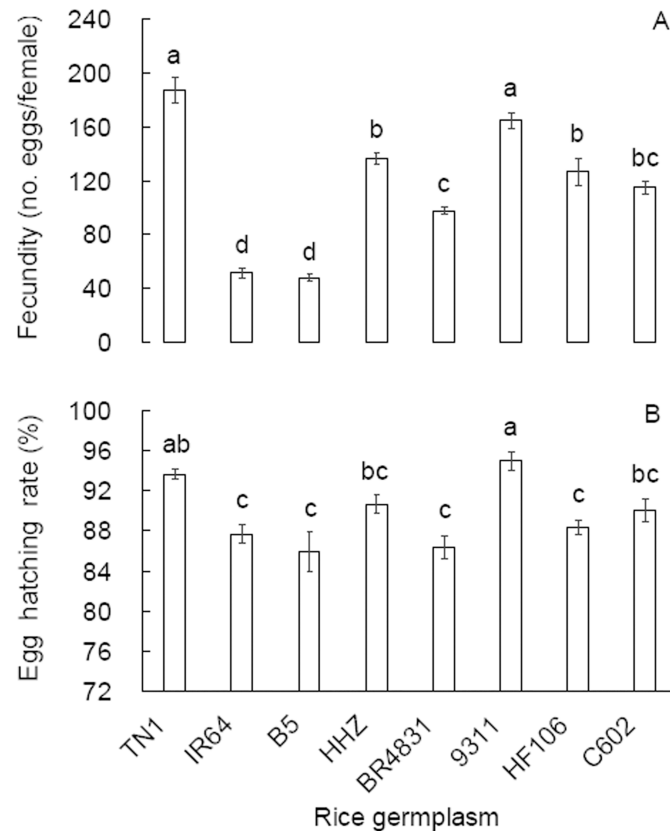 A
Fecundity (no. eggs/female)
240
200
160
120
80
40
0
a
d
d
b
c
a
b
bc
B
Egg hatching rate (%)
100
96
92
88
84
80
76
72
ab
c
c
bc
c
a
c
bc
TN1
IR64
B5
HHZ
BR4831
9311
HF106
C602
Rice germplasm